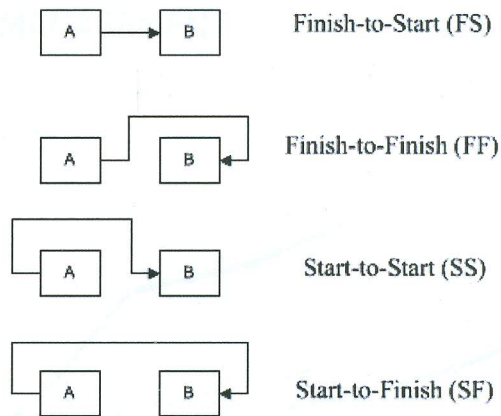 A B Finish-to-Start (FS)
A B Finish-to-Finish (FF)
A B Start-to-Start (SS)
A B Start-to-Finish (SF)